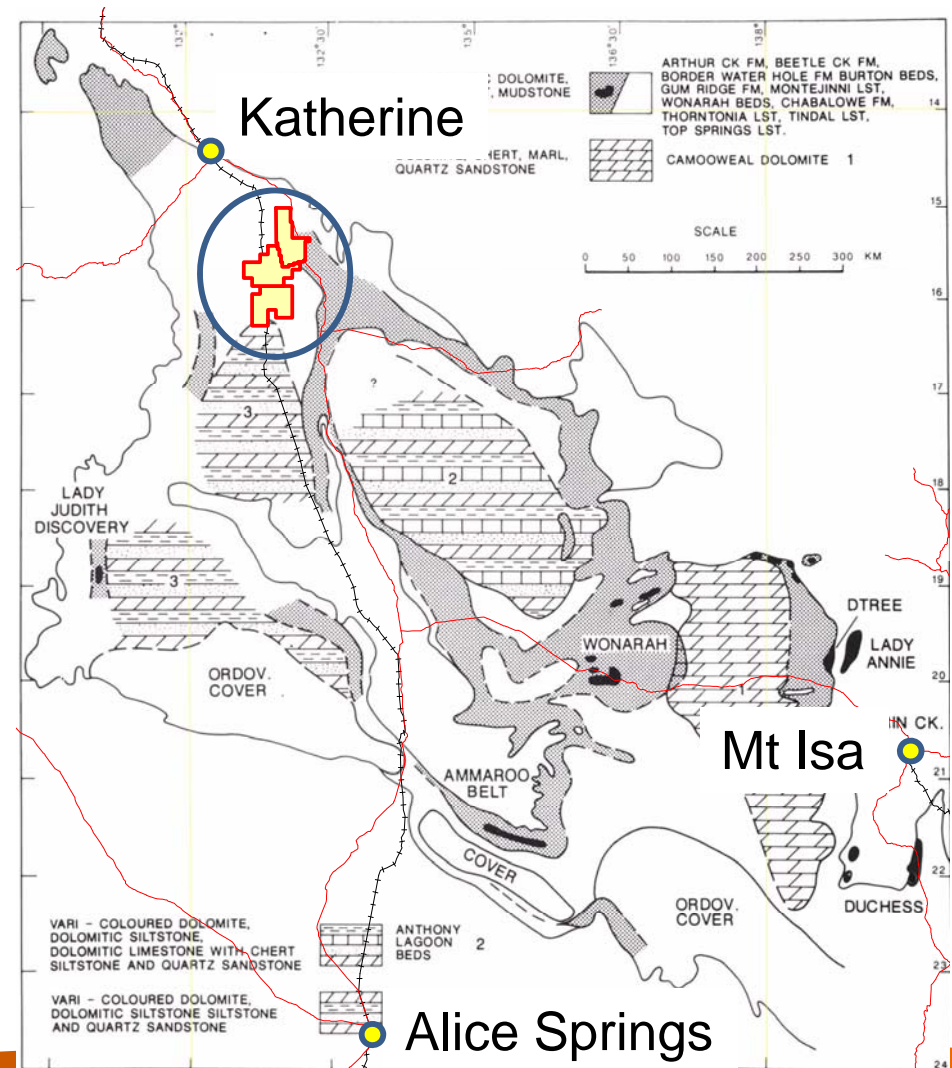 132°
132°30
135
136°30
138°
C DOLOMITE,
, MUDSTONE
ARTHUR CK FM, BEETLE CK FM,
BORDER WATER HOLE FM BURTON BEDS,
GUM RIDGE FM, MONTEJINNI LST,
WONARAH BEDS, CHABALOWE FM,
THORNTONIA LST, TINDAL LST,
TOP SPRINGS LST.
14
Katherine
CHERT, MARL,
QUARTZ SANDSTONE
CAMOOWEAL DOLOMITE 1
15
SCALE
0 50 100 150 200 250 300 KM
16
17
?
3
2
18
LADY
JUDITH
DISCOVERY
3
19
DTREE
WONARAH
LADY
ANNIE
1
20
ORDOV.
COVER
IN CK.
Mt Isa
21
AMMAROO
BELT
COVER
22
ORDOV.
COVER
DUCHESS
VARI - COLOURED DOLOMITE,
DOLOMITIC SILTSTONE,
DOLOMITIC LIMESTONE WITH CHERT
SILTSTONE AND QUARTZ SANDSTONE
ANTHONY
LAGOON 2
BEDS
23
VARI - COLOURED DOLOMITE,
DOLOMITIC SILTSTONE SILTSTONE
AND QUARTZ SANDSTONE
Alice Springs
24